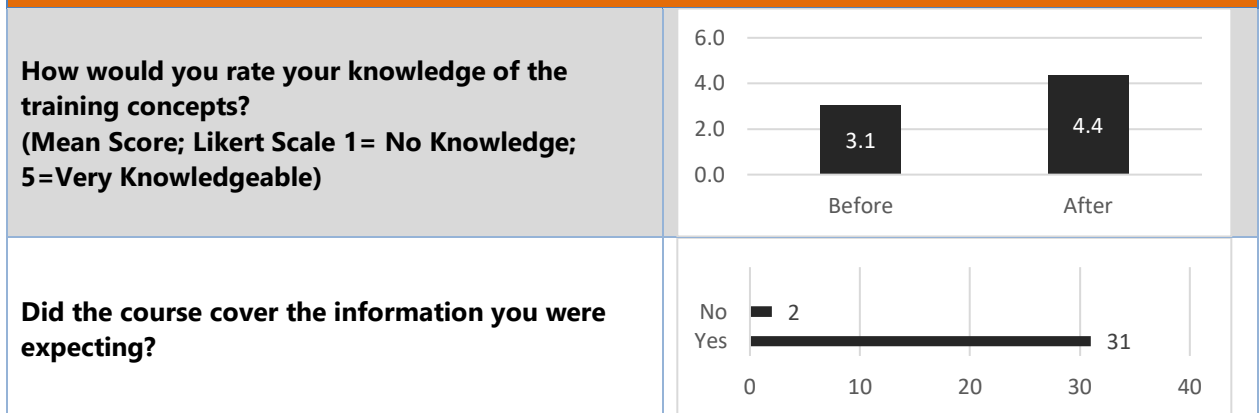 How would you rate your knowledge of the
training concepts?
(Mean Score; Likert Scale 1= No Knowledge;
5=Very Knowledgeable)
6.0
4.0
2.0
0.0
3.1
4.4
Before
After
Did the course cover the information you were
expecting?
No
2
Yes
31
0
10
20
30
40